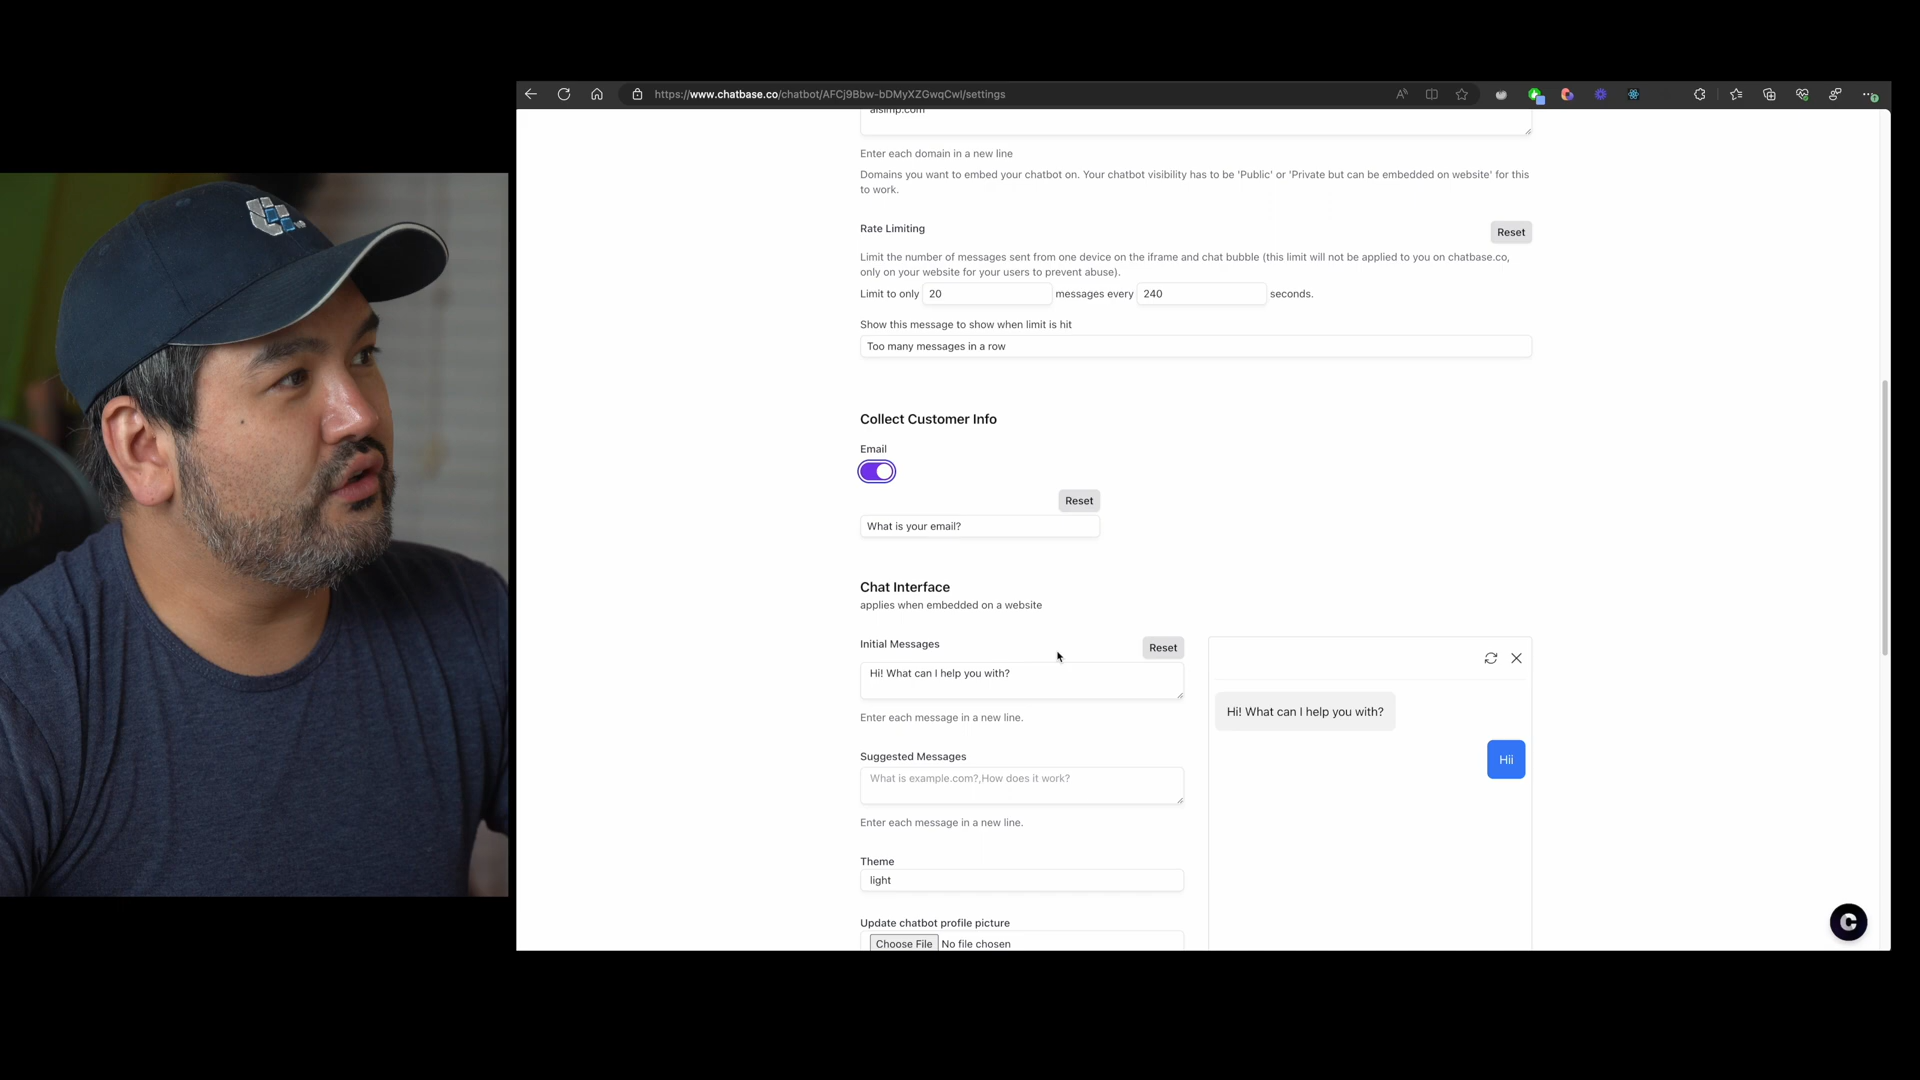 https://www.chatbase.co/chatbot/AFCj9Bbw-bDMyXZGwqCwI/settings
aisimp.com
Enter each domain in a new line
Domains you want to embed your chatbot on. Your chatbot visibility has to be 'Public' or 'Private but can be embedded on website' for this
to work.
Rate Limiting
Reset
Limit the number of messages sent from one device on the iframe and chat bubble (this limit will not be applied to you on chatbase.co,
only on your website for your users to prevent abuse).
Limit to only 20 messages every 240 seconds.
Show this message to show when limit is hit
Too many messages in a row
Collect Customer Info
Email
Reset
What is your email?
Chat Interface
applies when embedded on a website
Initial Messages
Reset
Hi! What can I help you with?
Enter each message in a new line.
Suggested Messages
What is example.com?,How does it work?
Enter each message in a new line.
Theme
light
Update chatbot profile picture
Choose File No file chosen
Hi! What can I help you with?
Hii
C